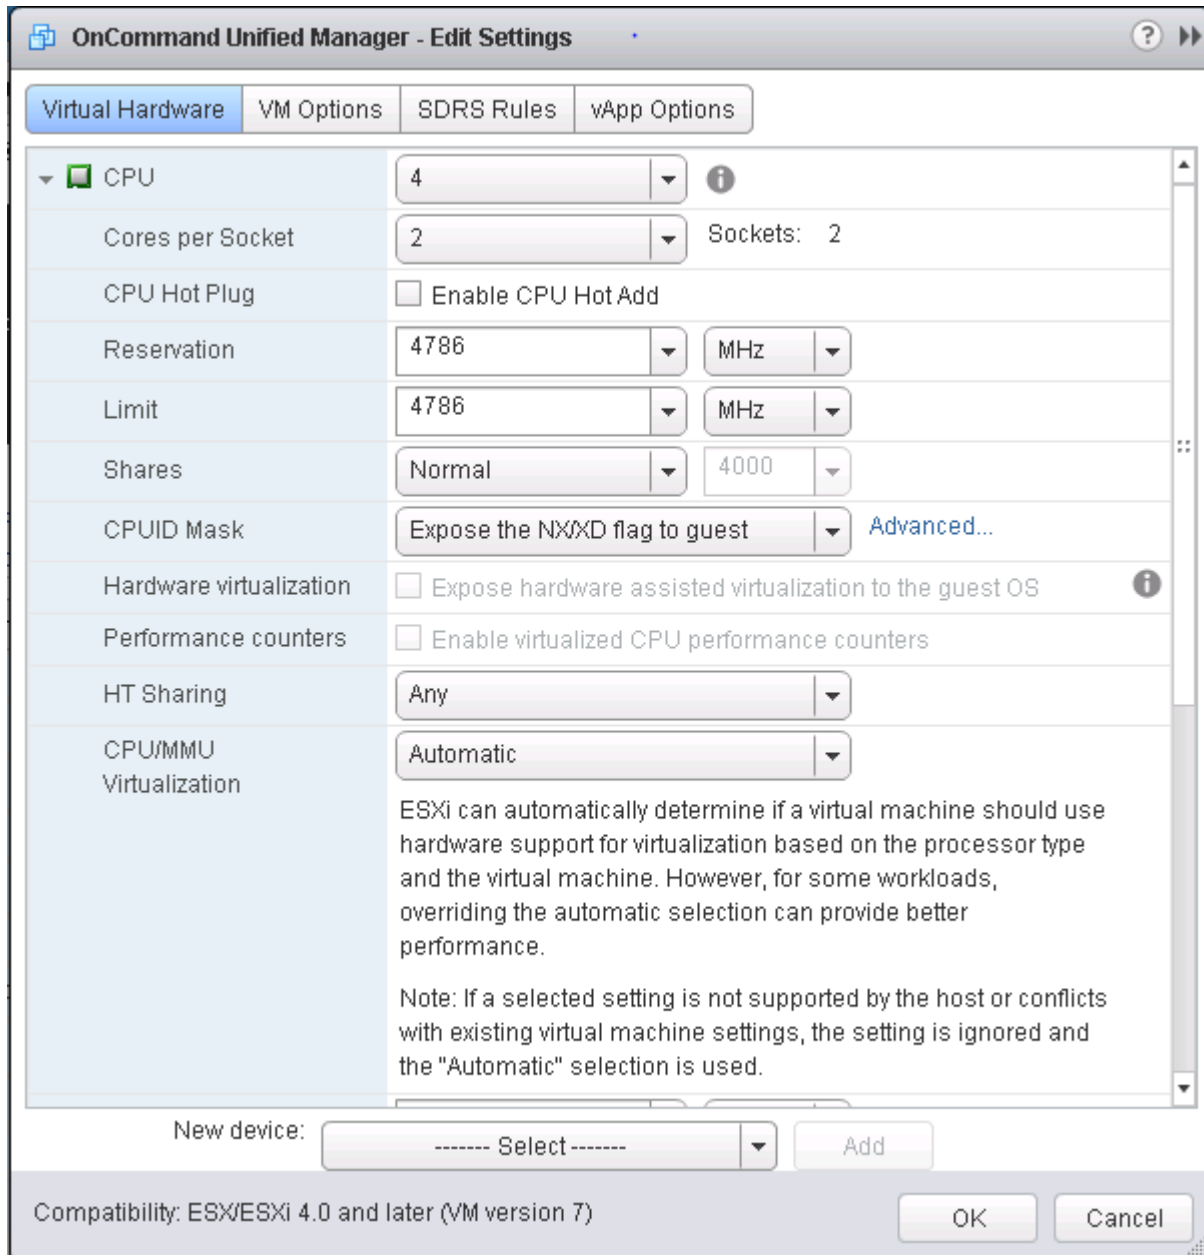 OnCommand Unified Manager - Edit Settings ?
Virtual Hardware VM Options SDRS Rules vApp Options
CPU 4
Cores per Socket 2 Sockets: 2
CPU Hot Plug Enable CPU Hot Add
Reservation 4786 MHz
Limit 4786 MHz
Shares Normal 4000
CPUID Mask Expose the NX/XD flag to guest Advanced...
Hardware virtualization Expose hardware assisted virtualization to the guest OS
Performance counters Enable virtualized CPU performance counters
HT Sharing Any
CPU/MMU Automatic
Virtualization
ESXi can automatically determine if a virtual machine should use
hardware support for virtualization based on the processor type
and the virtual machine. However, for some workloads,
overriding the automatic selection can provide better
performance.
Note: If a selected setting is not supported by the host or conflicts
with existing virtual machine settings, the setting is ignored and
the "Automatic" selection is used.
New device: ------- Select ------- Add
Compatibility: ESX/ESXi 4.0 and later (VM version 7) OK Cancel